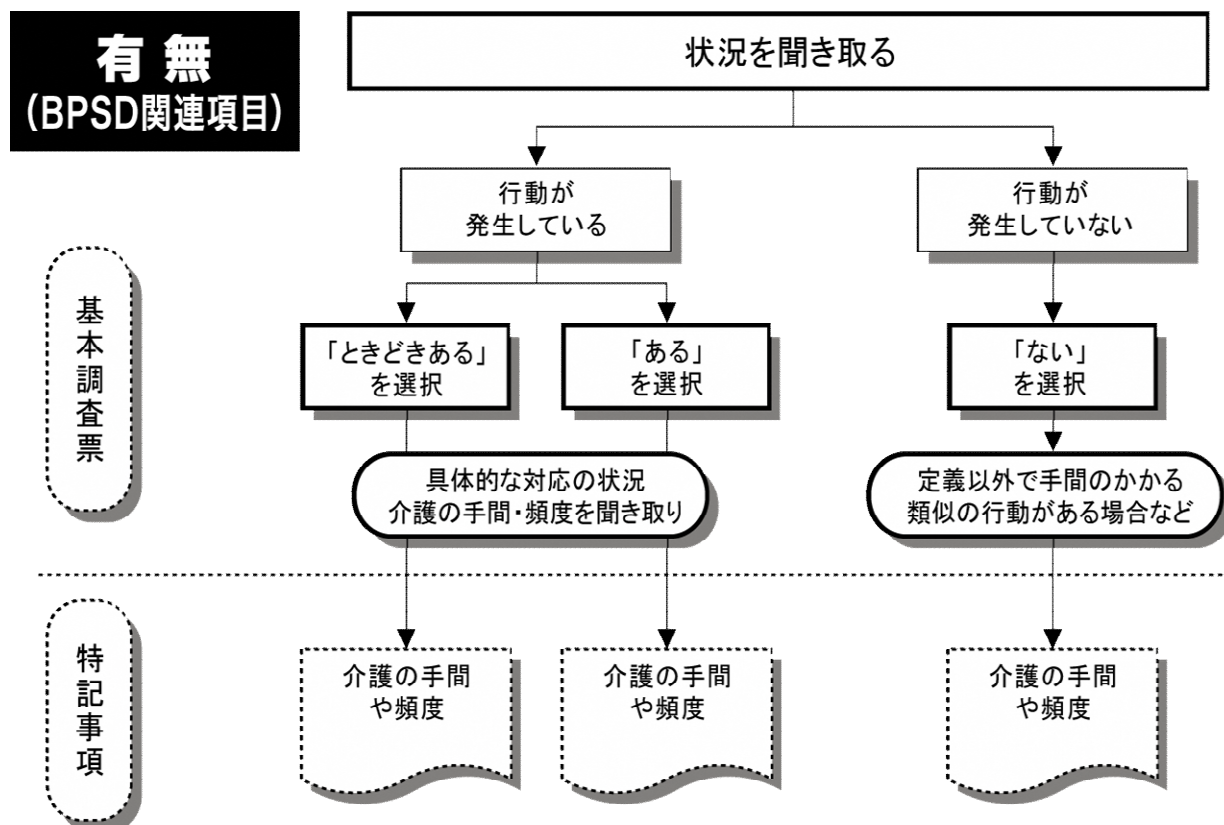 有無
(BPSD関連項目)
状況を聞き取る
行動が
発生している
行動が
発生していない
基本調査票
「ときどきある」
を選択
「ある」
を選択
「ない」
を選択
具体的な対応の状況
介護の手間・頻度を聞き取り
定義以外で手間のかかる
類似の行動がある場合など
特記事項
介護の手間
や頻度
介護の手間
や頻度
介護の手間
や頻度